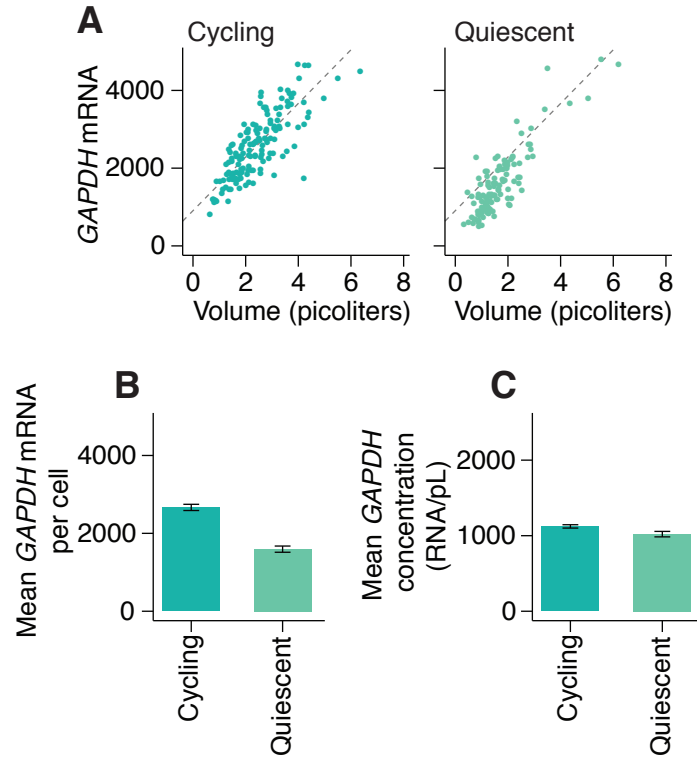 A
Cycling
Quiescent
GAPDH mRNA
4000
2000
0
0 2 4 6 8
0 2 4 6 8
Volume (picoliters)
Volume (picoliters)
B
Mean GAPDH mRNA
per cell
4000
2000
0
Cycling
Quiescent
C
Mean GAPDH
concentration
(RNA/pL)
2000
1000
0
Cycling
Quiescent